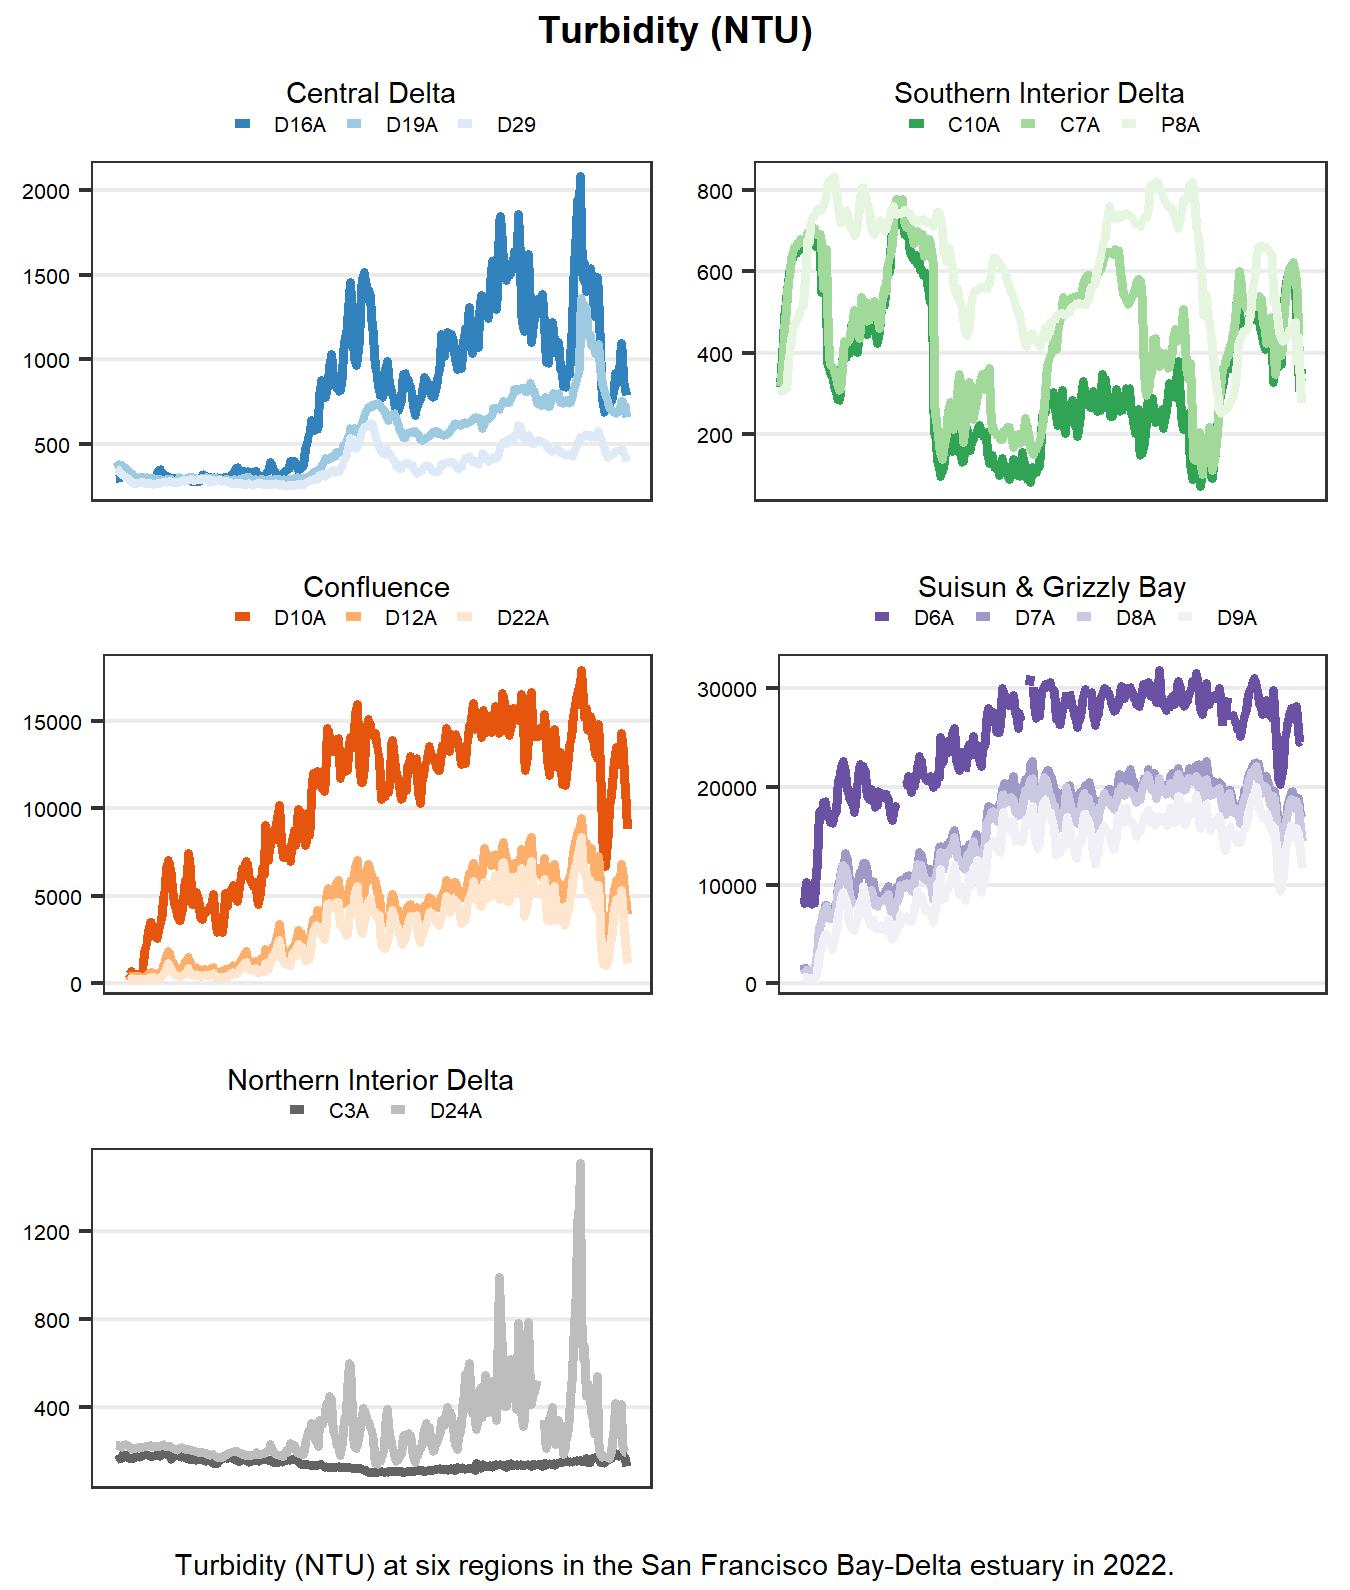 Turbidity (NTU)
Central Delta
D16A D19A D29
2000
1500
1000
500
Southern Interior Delta
C10A C7A P8A
800
600
400
200
Confluence
D10A D12A D22A
15000
10000
5000
0
Suisun & Grizzly Bay
D6A D7A D8A D9A
30000
20000
10000
0
Northern Interior Delta
C3A D24A
1200
800
400
Turbidity (NTU) at six regions in the San Francisco Bay-Delta estuary in 2022.